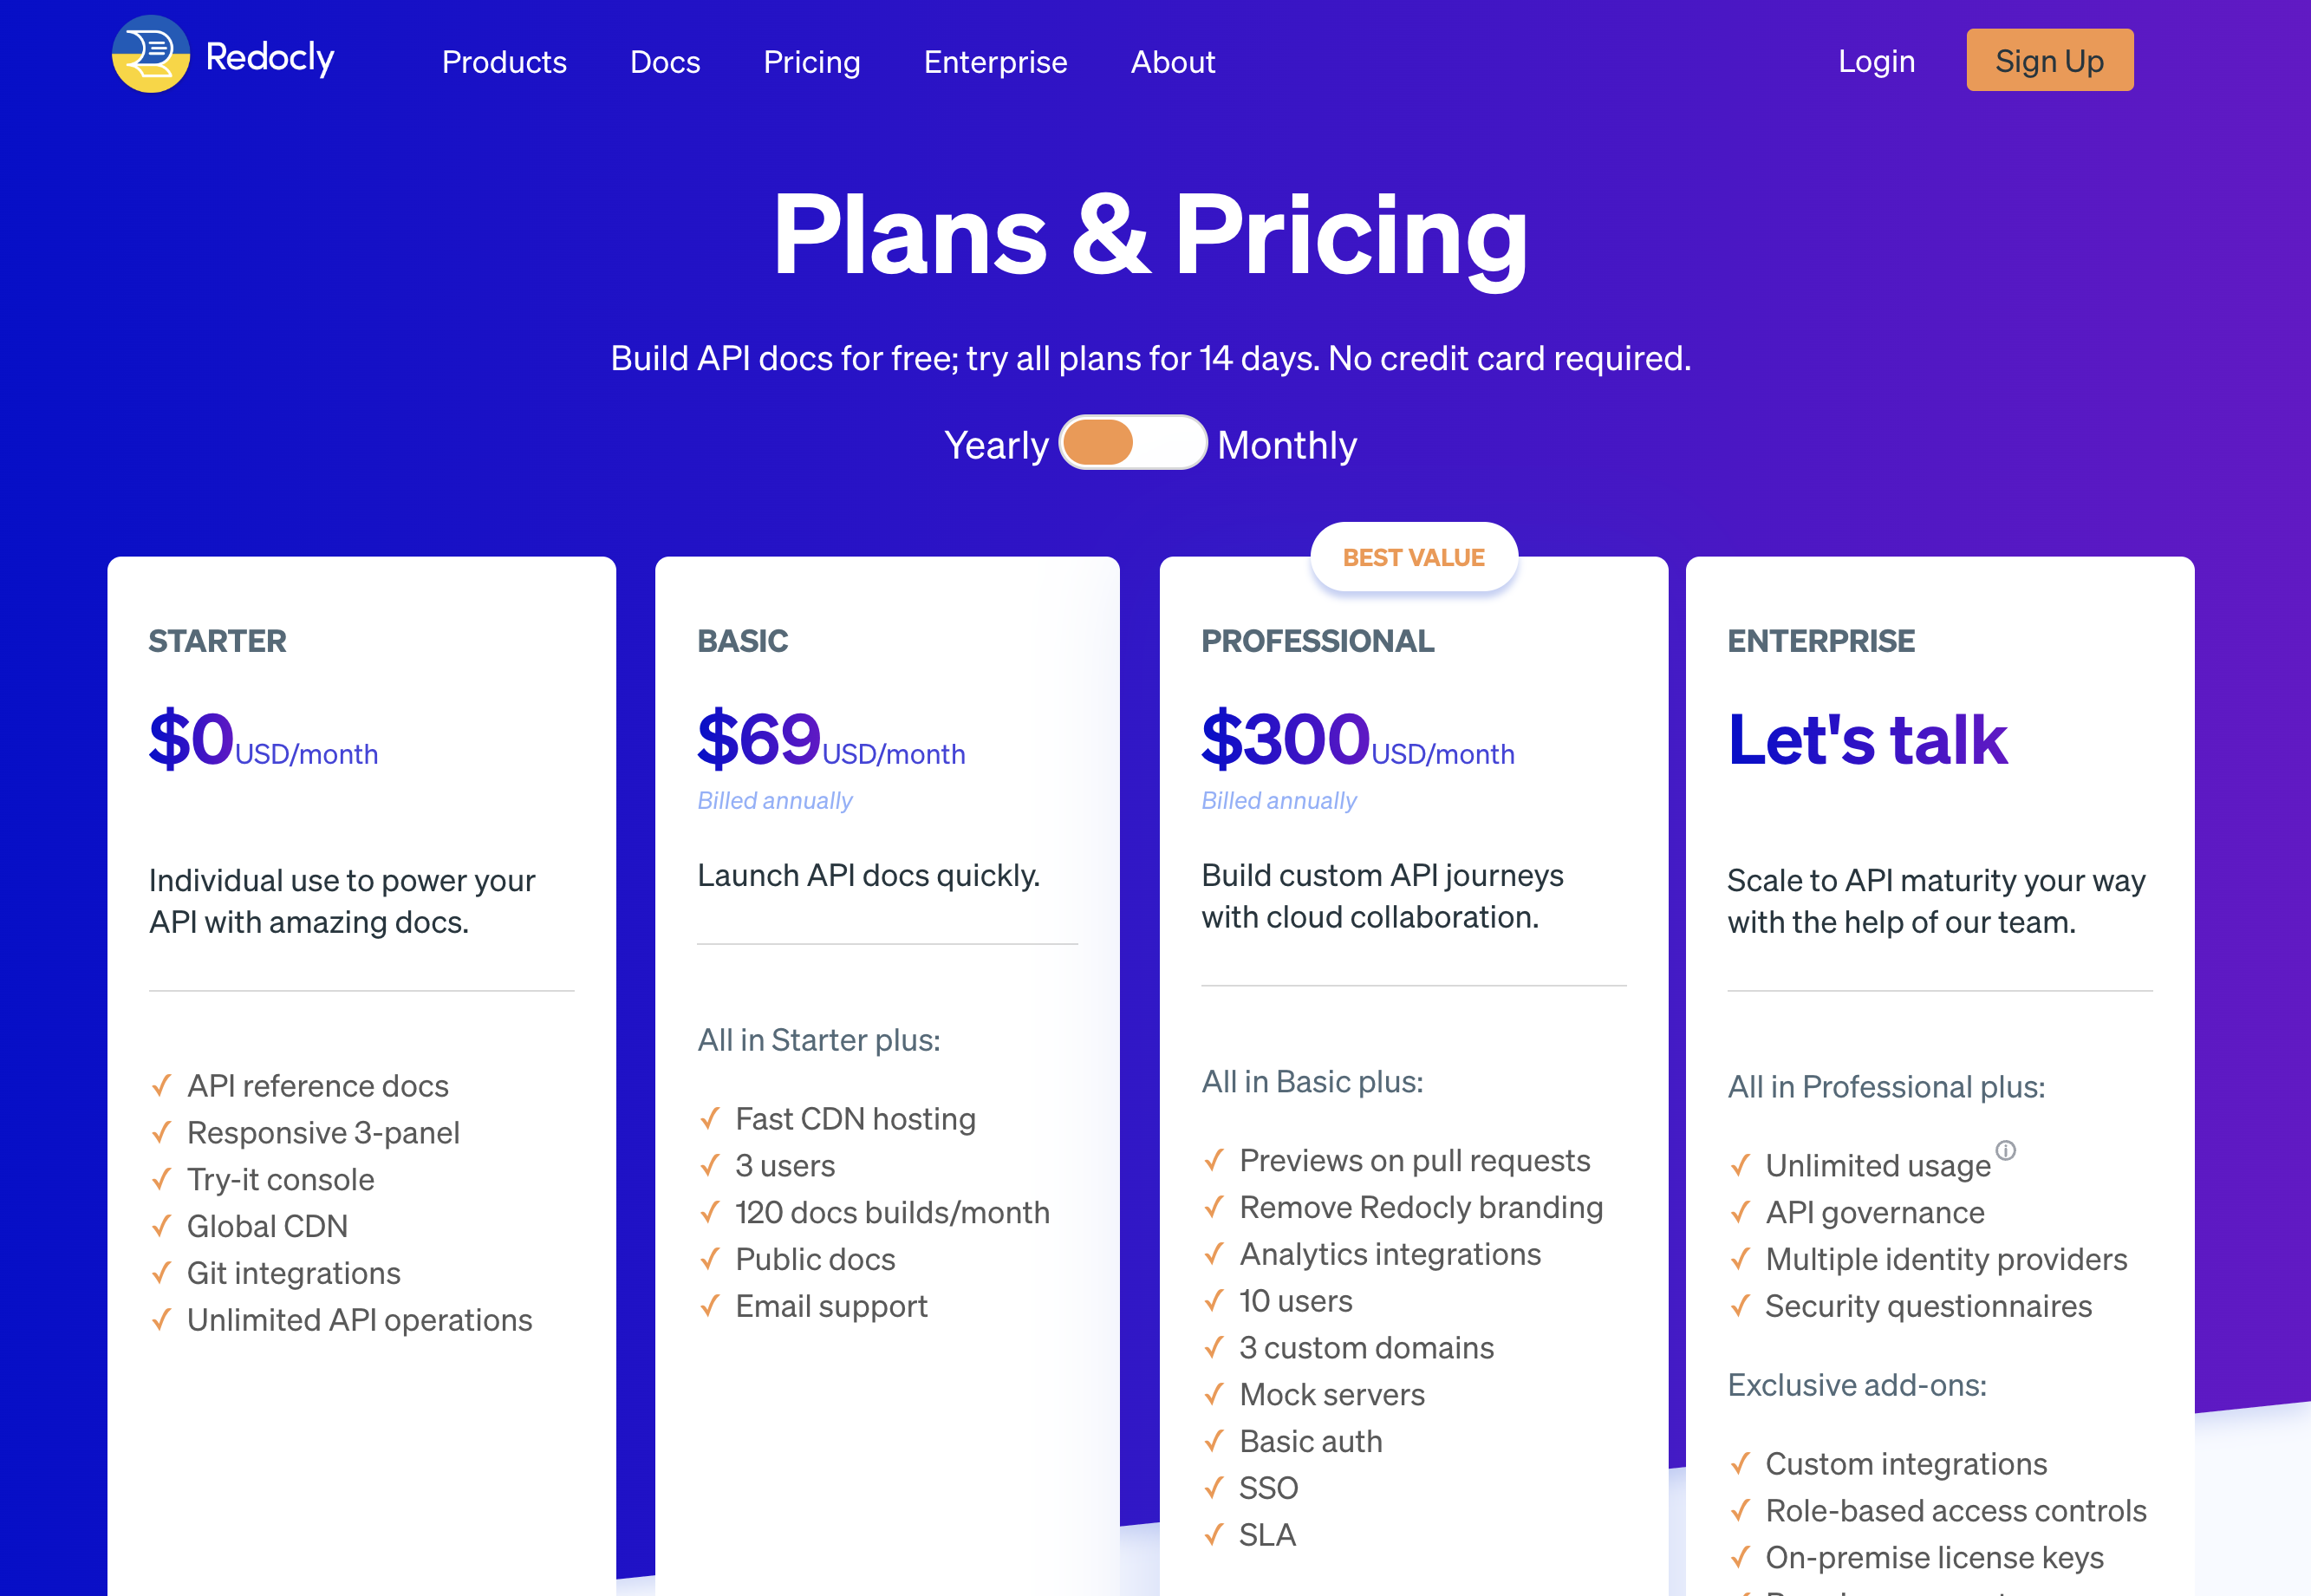 Redocly
Products
Docs
Pricing
Enterprise
About
Login
Sign Up
Plans & Pricing
Build API docs for free; try all plans for 14 days. No credit card required.
Yearly
Monthly
STARTER
$0USD/month
Individual use to power your
API with amazing docs.
API reference docs
Responsive 3-panel
Try-it console
Global CDN
Git integrations
Unlimited API operations
BASIC
$69USD/month
Billed annually
Launch API docs quickly.
All in Starter plus:
Fast CDN hosting
3 users
120 docs builds/month
Public docs
Email support
BEST VALUE
PROFESSIONAL
$300USD/month
Billed annually
Build custom API journeys
with cloud collaboration.
All in Basic plus:
Previews on pull requests
Remove Redocly branding
Analytics integrations
10 users
3 custom domains
Mock servers
Basic auth
SSO
SLA
ENTERPRISE
Let's talk
Scale to API maturity your way
with the help of our team.
All in Professional plus:
Unlimited usage
API governance
Multiple identity providers
Security questionnaires
Exclusive add-ons:
Custom integrations
Role-based access controls
On-premise license keys